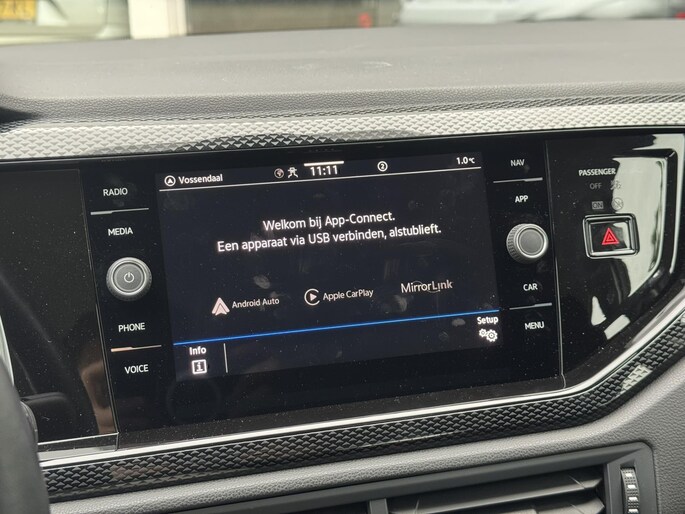 RADIO
MEDIA
PHONE
VOICE
Vossendaal
11:11
2
1.0°C
Welkom bij App-Connect.
Een apparaat via USB verbinden, alstublieft.
Android Auto
Apple CarPlay
MirrorLink
Info
i
Setup
NAV
APP
CAR
MENU
PASSENGER
OFF
ON